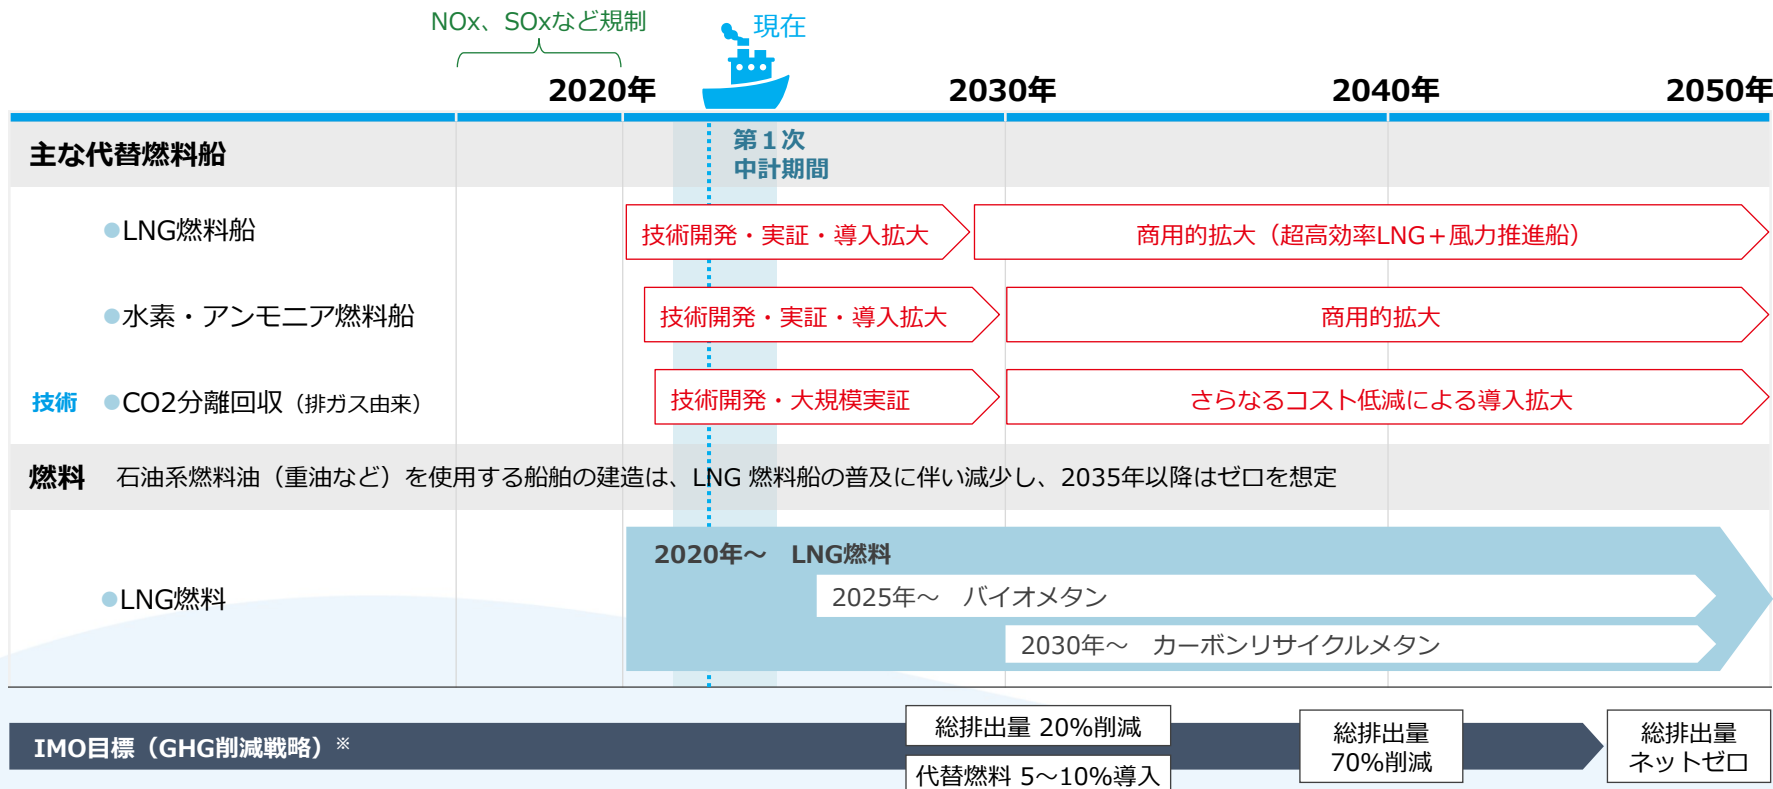 NOx、SOxなど規制
現在
2020年
2030年
2040年
2050年
主な代替燃料船
第１次
中計期間
●LNG燃料船
技術開発・実証・導入拡大
商用的拡大（超高効率LNG＋風力推進船）
●水素・アンモニア燃料船
技術開発・実証・導入拡大
商用的拡大
技術 ●CO2分離回収（排ガス由来）
技術開発・大規模実証
さらなるコスト低減による導入拡大
燃料 石油系燃料油（重油など）を使用する船舶の建造は、LNG 燃料船の普及に伴い減少し、2035年以降はゼロを想定
2020年～ LNG燃料
●LNG燃料
2025年～ バイオメタン
2030年～ カーボンリサイクルメタン
IMO目標（GHG削減戦略）※
総排出量 20%削減
代替燃料 5～10%導入
総排出量
70%削減
総排出量
ネットゼロ